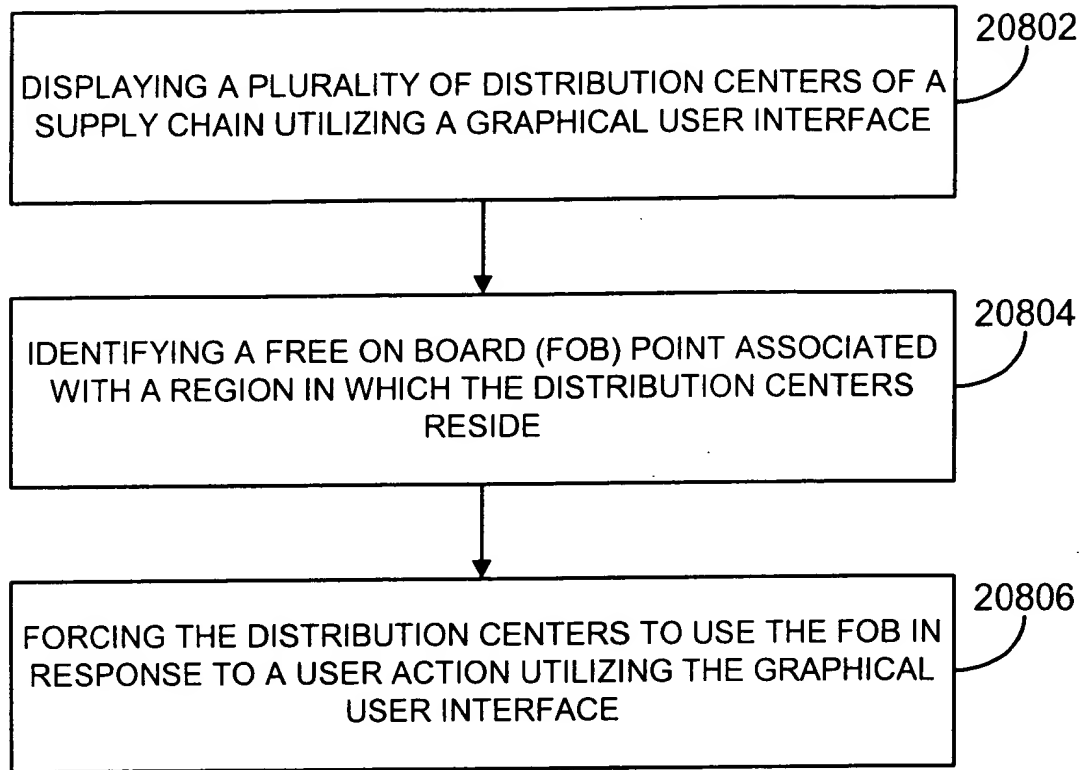 20802
DISPLAYING A PLURALITY OF DISTRIBUTION CENTERS OF A
SUPPLY CHAIN UTILIZING A GRAPHICAL USER INTERFACE
20804
IDENTIFYING A FREE ON BOARD (FOB) POINT ASSOCIATED
WITH A REGION IN WHICH THE DISTRIBUTION CENTERS
RESIDE
20806
FORCING THE DISTRIBUTION CENTERS TO USE THE FOB IN
RESPONSE TO A USER ACTION UTILIZING THE GRAPHICAL
USER INTERFACE